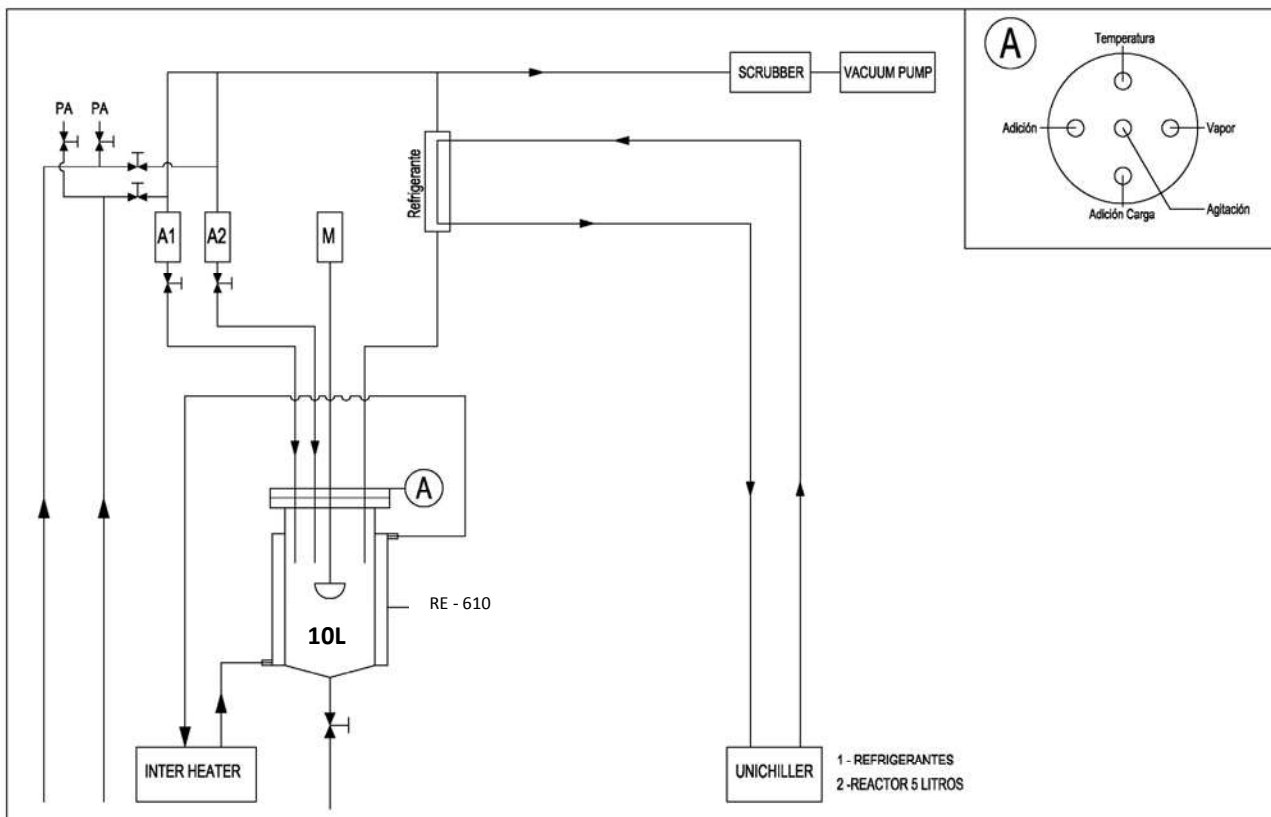 SCRUBBER
VACUUM PUMP
A
Temperatura
Adición
Vapor
Adición Carga
Agitación
PA
PA
Refrigerante
A1
A2
M
A
RE - 610
10L
INTER HEATER
UNICHILLER
1 - REFRIGERANTES
2 -REACTOR 5 LITROS